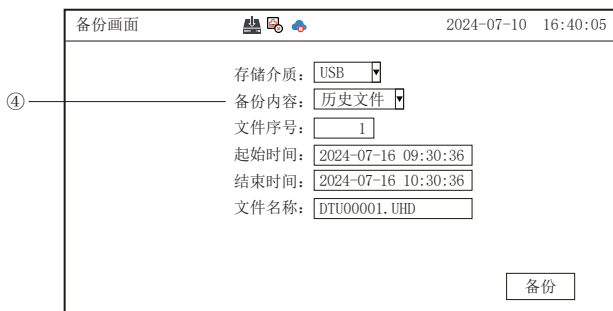 备份画面 2024-07-10 16:40:05
存储介质： USB
④ 备份内容： 历史文件
文件序号： 1
起始时间： 2024-07-16 09:30:36
结束时间： 2024-07-16 10:30:36
文件名称： DTU00001.UHD
备份